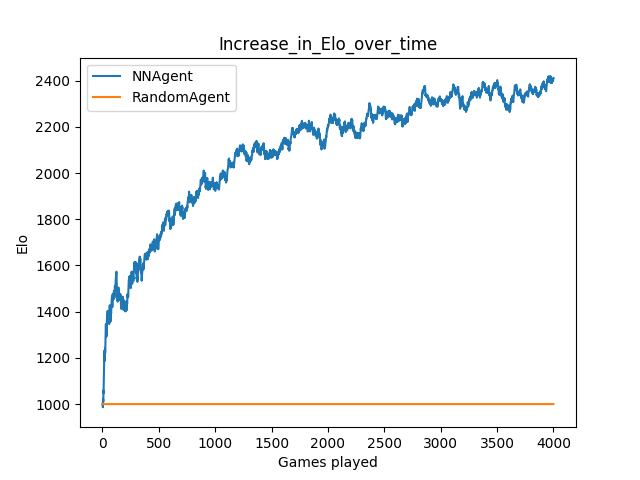 Increase_in_Elo_over_time
NNAgent
RandomAgent
2400
2200
2000
1800
1600
1400
1200
1000
Elo
0 500 1000 1500 2000 2500 3000 3500 4000
Games played